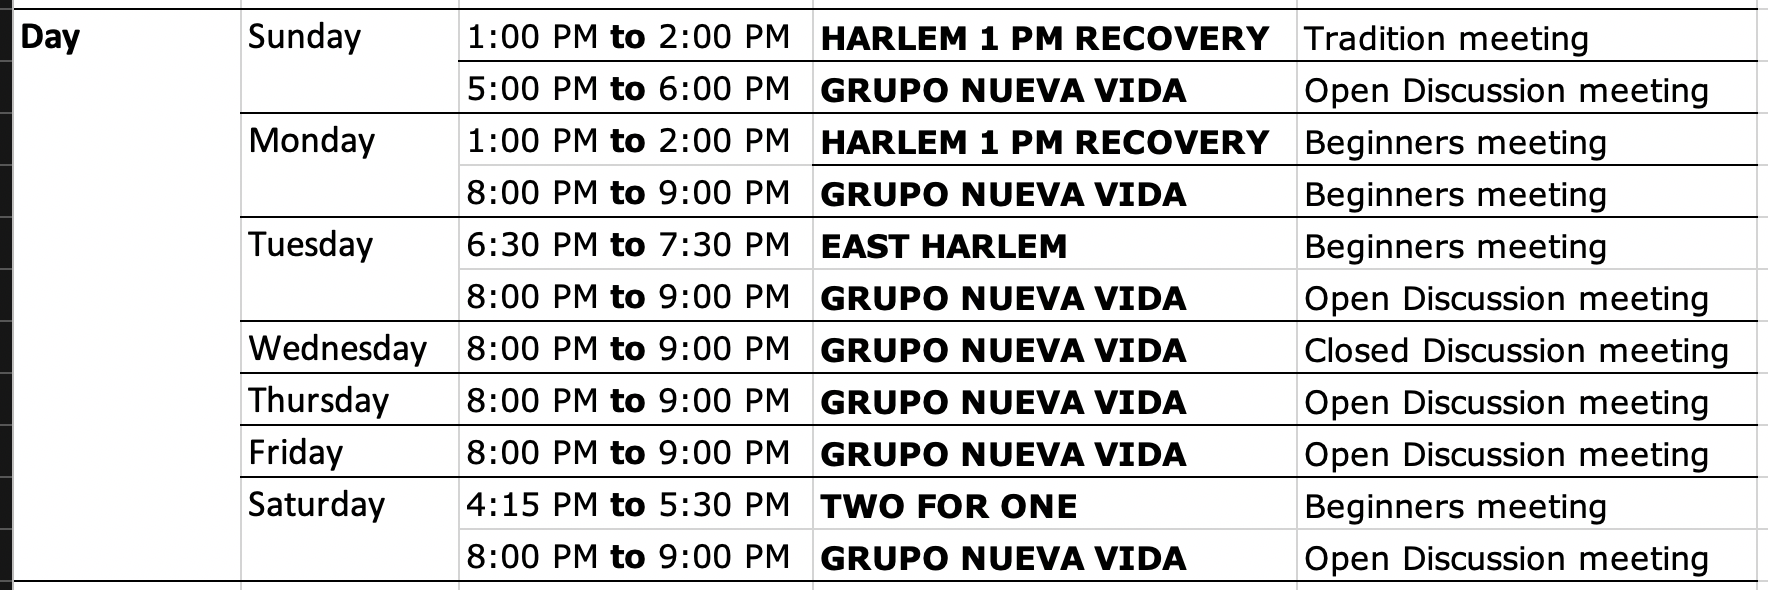 Day Sunday 1:00 PM to 2:00 PM HARLEM 1 PM RECOVERY Tradition meeting
5:00 PM to 6:00 PM GRUPO NUEVA VIDA Open Discussion meeting
Monday 1:00 PM to 2:00 PM HARLEM 1 PM RECOVERY Beginners meeting
8:00 PM to 9:00 PM GRUPO NUEVA VIDA Beginners meeting
Tuesday 6:30 PM to 7:30 PM EAST HARLEM Beginners meeting
8:00 PM to 9:00 PM GRUPO NUEVA VIDA Open Discussion meeting
Wednesday 8:00 PM to 9:00 PM GRUPO NUEVA VIDA Closed Discussion meeting
Thursday 8:00 PM to 9:00 PM GRUPO NUEVA VIDA Open Discussion meeting
Friday 8:00 PM to 9:00 PM GRUPO NUEVA VIDA Open Discussion meeting
Saturday 4:15 PM to 5:30 PM TWO FOR ONE Beginners meeting
8:00 PM to 9:00 PM GRUPO NUEVA VIDA Open Discussion meeting